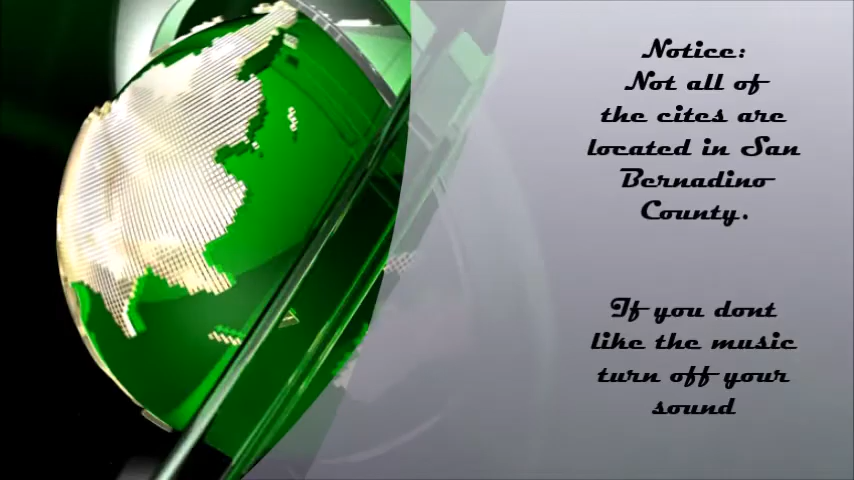 Notice:
Not all of
the cites are
located in San
Bernadino
County.
If you dont
like the music
turn off your
sound